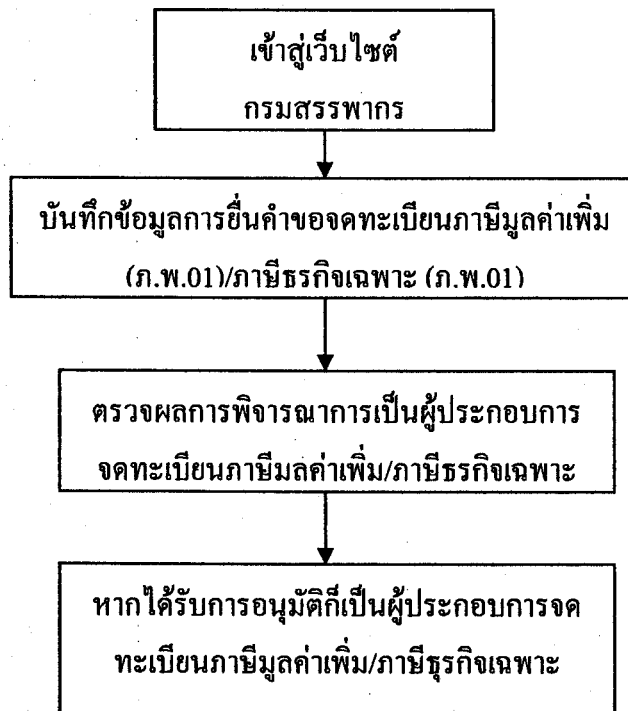 เข้าสู่เว็บไซต์
กรมสรรพากร
บันทึกข้อมูลการยื่นคำขอจดทะเบียนภาษีมูลค่าเพิ่ม
(ภ.พ.01)/ภาษีธรกิจเฉพาะ (ภ.พ.01)
ตรวจผลการพิจารณาการเป็นผู้ประกอบการ
จดทะเบียนภาษีมลค่าเพิ่ม/ภาษีธรกิจเฉพาะ
หากได้รับการอนุมัติก็เป็นผู้ประกอบการจด
ทะเบียนภาษีมูลค่าเพิ่ม/ภาษีธุรกิจเฉพาะ